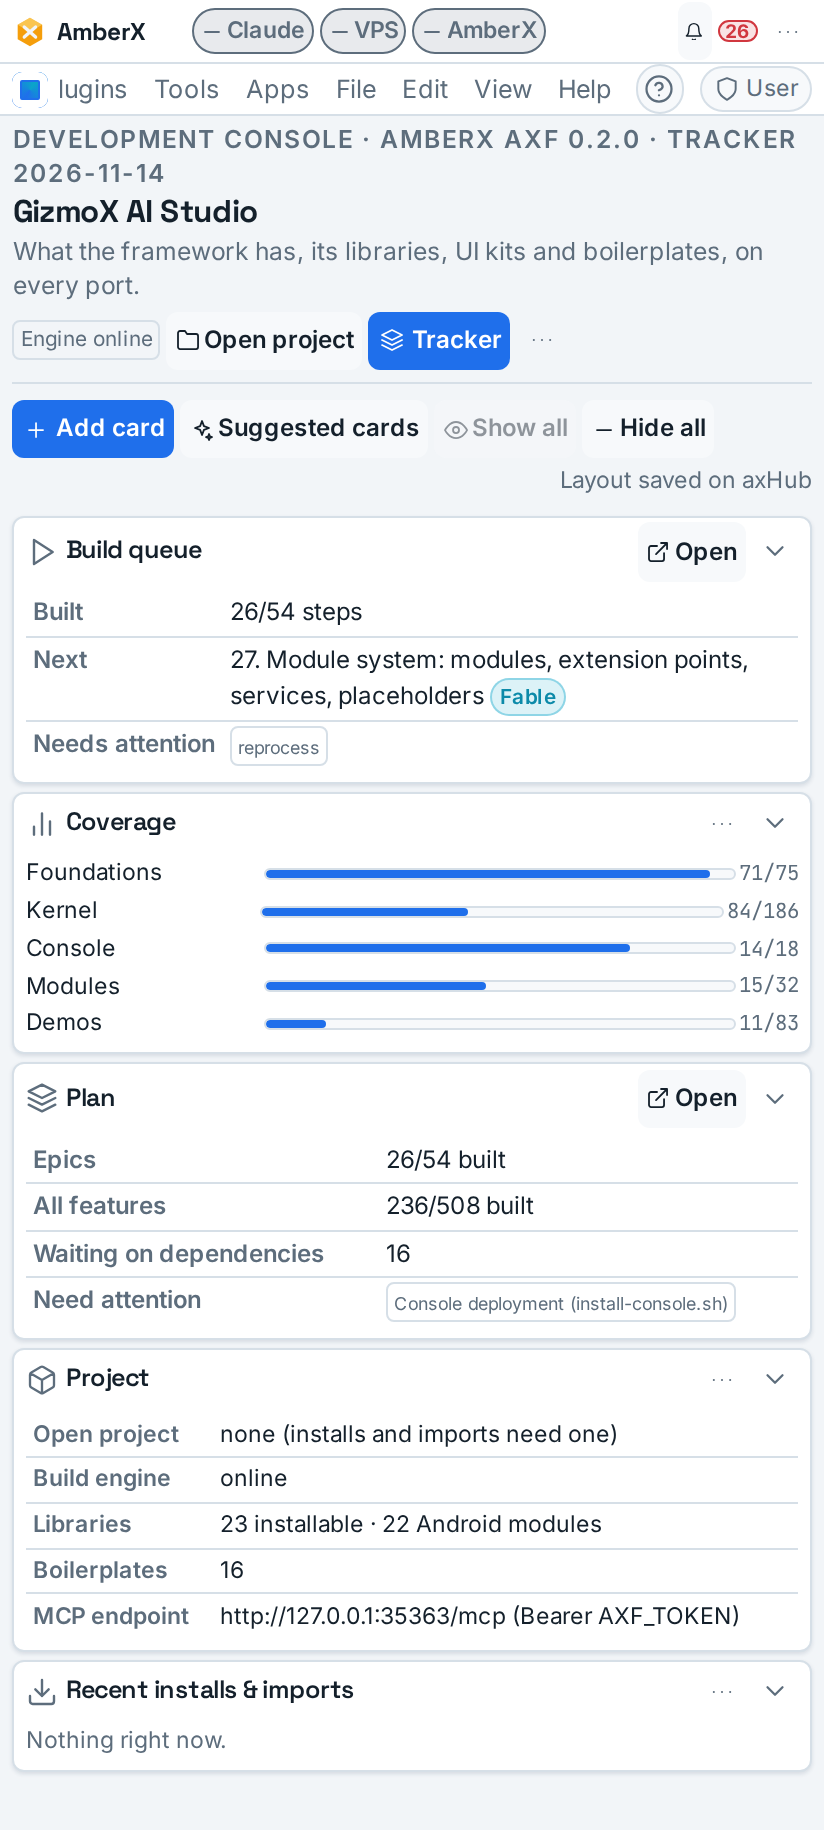 AmberX
— Claude
— VPS
— AmberX
26
...
lugins Tools Apps File Edit View Help
User
DEVELOPMENT CONSOLE · AMBERX AXF 0.2.0 · TRACKER
2026-11-14
GizmoX AI Studio
What the framework has, its libraries, UI kits and boilerplates, on
every port.
Engine online
Open project
Tracker
...
+ Add card
Suggested cards
Show all
— Hide all
Layout saved on axHub
Build queue
Open
Built 26/54 steps
Next 27. Module system: modules, extension points,
services, placeholders Fable
Needs attention reprocess
Coverage ...
Foundations 71/75
Kernel 84/186
Console 14/18
Modules 15/32
Demos 11/83
Plan
Open
Epics 26/54 built
All features 236/508 built
Waiting on dependencies 16
Need attention Console deployment (install-console.sh)
Project ...
Open project none (installs and imports need one)
Build engine online
Libraries 23 installable · 22 Android modules
Boilerplates 16
MCP endpoint http://127.0.0.1:35363/mcp (Bearer AXF_TOKEN)
Recent installs & imports ...
Nothing right now.